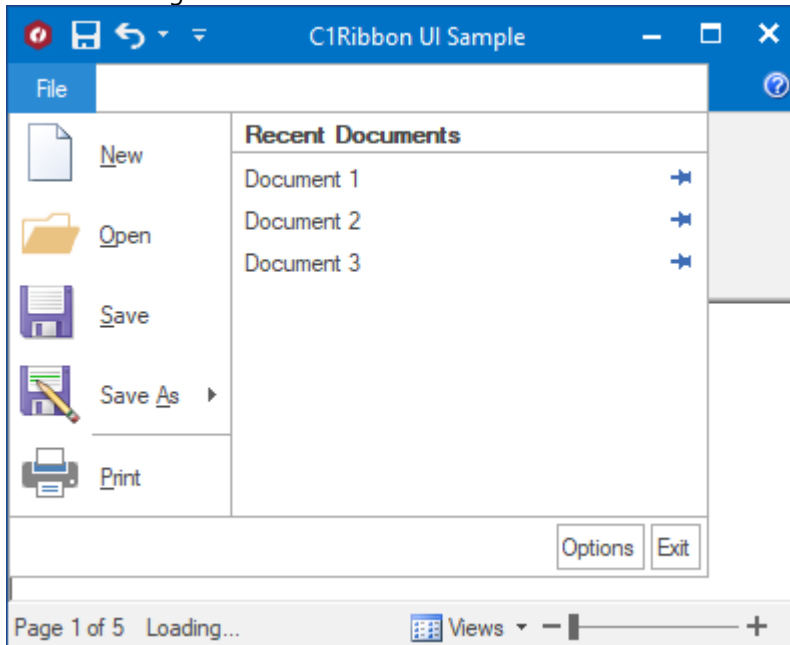 C1Ribbon UI Sample
File
New
Recent Documents
Document 1
Open
Document 2
Document 3
Save
Save As
Print
Options Exit
Page 1 of 5 Loading... Views